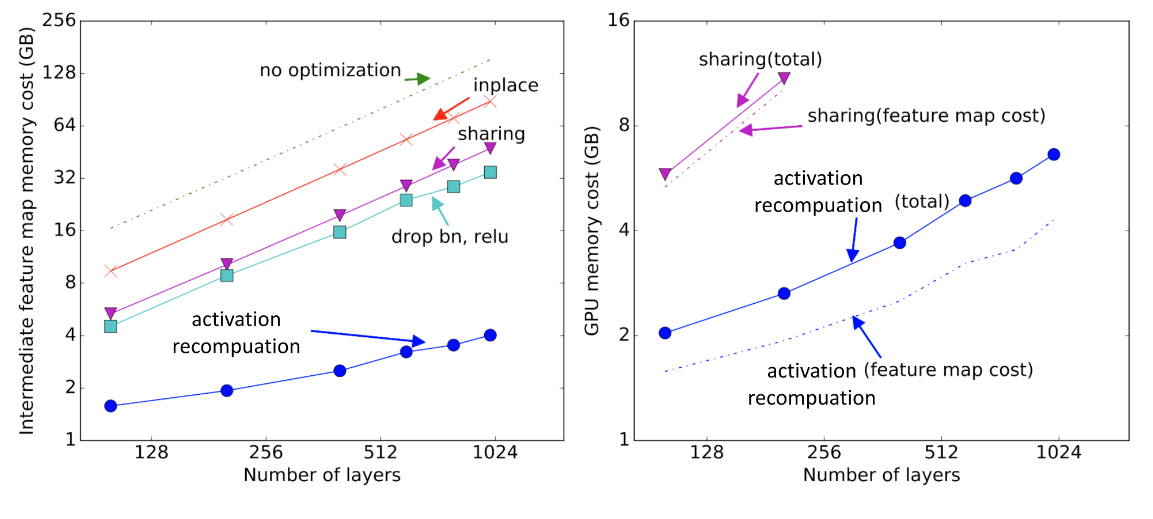 Intermediate feature map memory cost (GB)
256
128
64
32
16
8
4
2
1
no optimization
inplace
sharing
drop bn, relu
activation
recompuation
128
256
512
1024
Number of layers
GPU memory cost (GB)
16
8
4
2
1
sharing(total)
sharing(feature map cost)
activation
recompuation (total)
activation (feature map cost)
recompuation
128
256
512
1024
Number of layers